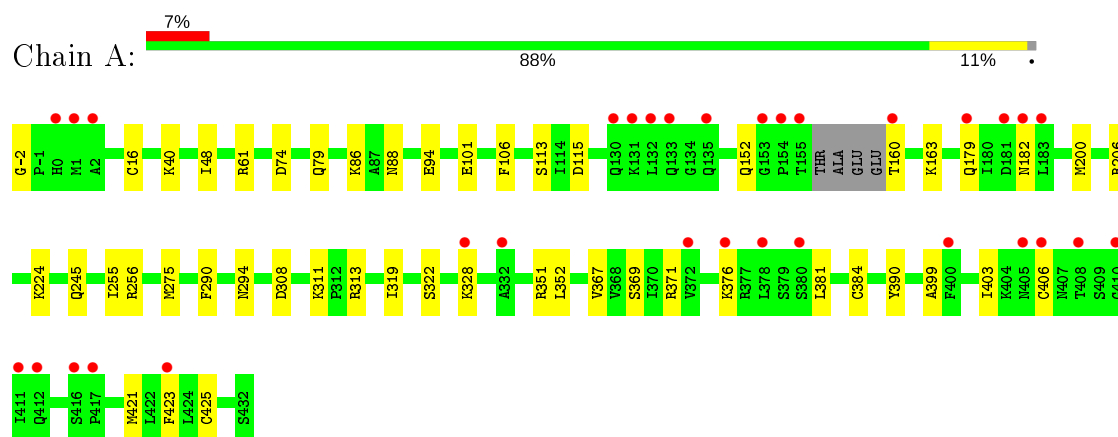 7%
Chain A:
88%
11%
•
G-2 P-1 H0 M1 A2 C16 K40 I48 R61 D74 Q79 K86 A87 N88 E94 E101 F106 S113 I114 D115 Q130 K131 L132 Q133 G134 Q135 Q152 G153 P154 T155 THR ALA GLU GLU T160 K163 Q179 I180 D181 N182 L183 M200
K224 Q245 I255 R256 M275 F290 N294 D308 K311 P312 R313 I319 S322 K328 A332 R351 L352 V367 V368 S369 I370 R371 V372 K376 R377 L378 S379 S380 L381 C384 Y390 A399 F400 I403 K404 N405 C406 N407 T408 S409
I411 Q412 S416 P417 M421 L422 F423 L424 C425 S432